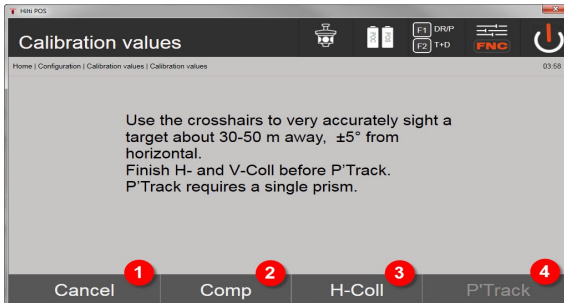 Hilti POS
Calibration values
POC
POS
F1 DR/P
F2 T+D
FNC
Home | Configuration | Calibration values | Calibration values
03:58
Use the crosshairs to very accurately sight a
target about 30-50 m away, ±5° from
horizontal.
Finish H- and V-Coll before P'Track.
P'Track requires a single prism.
1
2
3
4
Cancel
Comp
H-Coll
P'Track